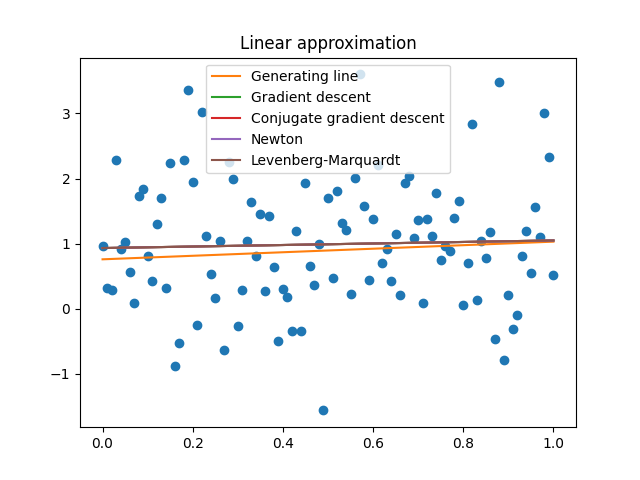 Linear approximation
Generating line
Gradient descent
Conjugate gradient descent
Newton
Levenberg-Marquardt
3
2
1
0
−1
0.0 0.2 0.4 0.6 0.8 1.0